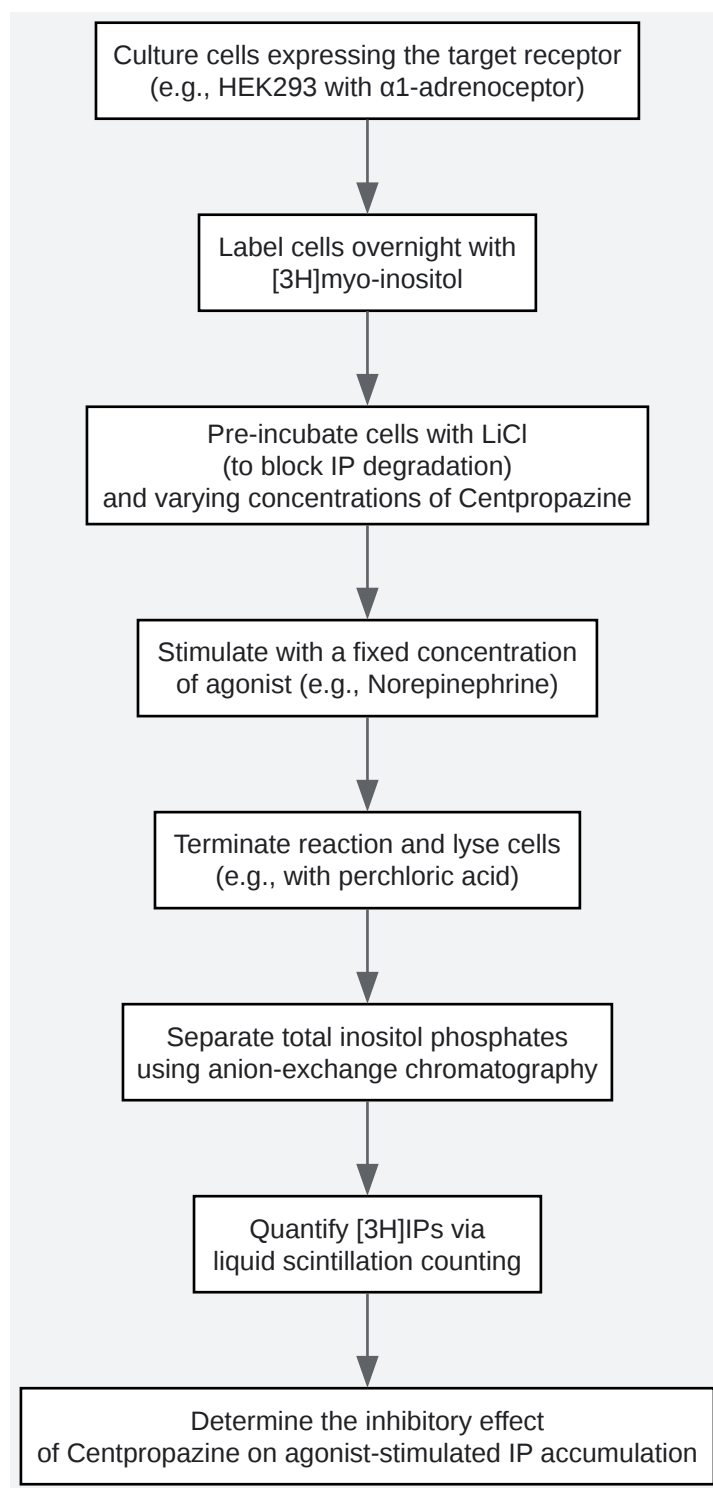 Culture cells expressing the target receptor
(e.g., HEK293 with α1-adrenoceptor)
Label cells overnight with
[3H]myo-inositol
Pre-incubate cells with LiCl
(to block IP degradation)
and varying concentrations of Centpropazine
Stimulate with a fixed concentration
of agonist (e.g., Norepinephrine)
Terminate reaction and lyse cells
(e.g., with perchloric acid)
Separate total inositol phosphates
using anion-exchange chromatography
Quantify [3H]IPs via
liquid scintillation counting
Determine the inhibitory effect
of Centpropazine on agonist-stimulated IP accumulation